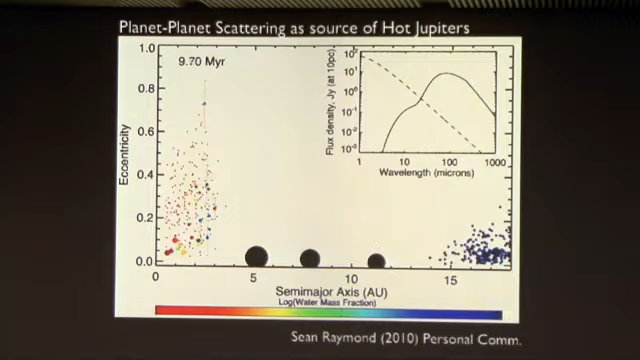 Planet-Planet Scattering as source of Hot Jupiters
9.70 Myr
Eccentricity
1.0
0.8
0.6
0.4
0.2
0.0
0
5
10
15
Semimajor Axis (AU)
Log(Water Mass Fraction)
Flux density, Jy (at 10pc)
10²
10¹
10⁰
10⁻¹
10⁻²
10⁻³
1
10
100
1000
Wavelength (microns)
Sean Raymond (2010) Personal Comm.